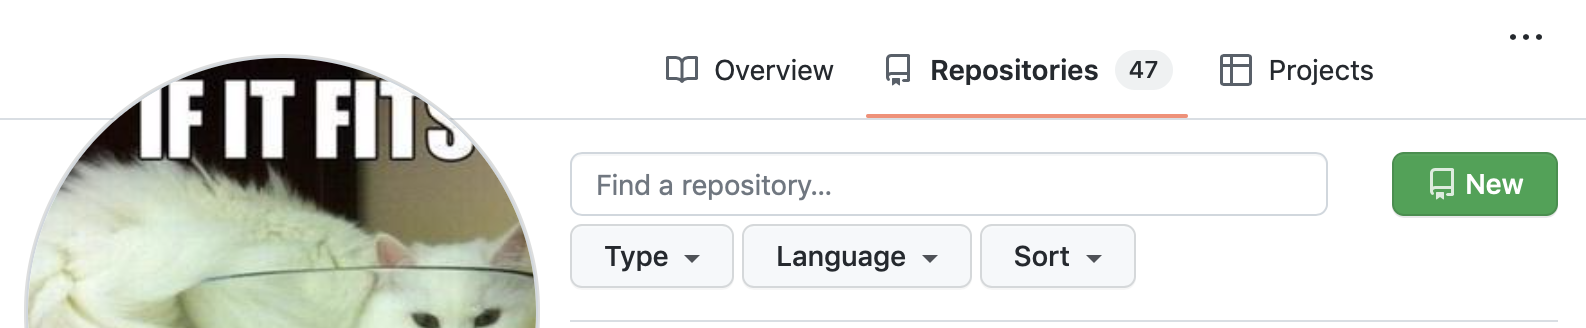 Overview Repositories 47 Projects
IF IT FITS
Find a repository...
New
Type Language Sort